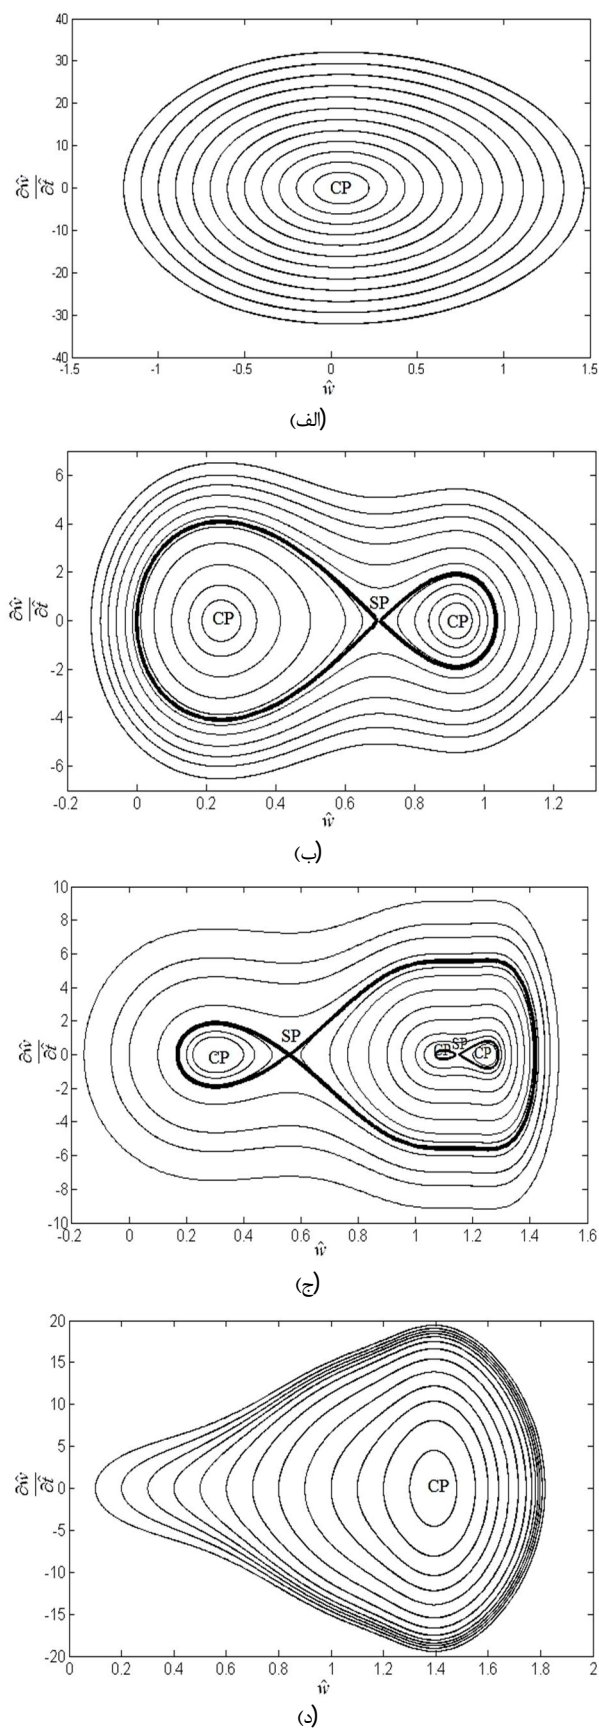 40
30
20
10
0
-10
-20
-30
-40
∂ŵ/∂t̂
CP
-1.5 -1 -0.5 0 0.5 1 1.5
ŵ
(الف)
6
4
2
0
-2
-4
-6
∂ŵ/∂t̂
CP SP CP
-0.2 0 0.2 0.4 0.6 0.8 1 1.2
ŵ
(ب)
10
8
6
4
2
0
-2
-4
-6
-8
-10
∂ŵ/∂t̂
CP SP CP SP CP
-0.2 0 0.2 0.4 0.6 0.8 1.0 1.2 1.4 1.6
ŵ
(ج)
20
15
10
5
0
-5
-10
-15
-20
∂ŵ/∂t̂
CP
0 0.2 0.4 0.6 0.8 1 1.2 1.4 1.6 1.8 2
ŵ
(د)